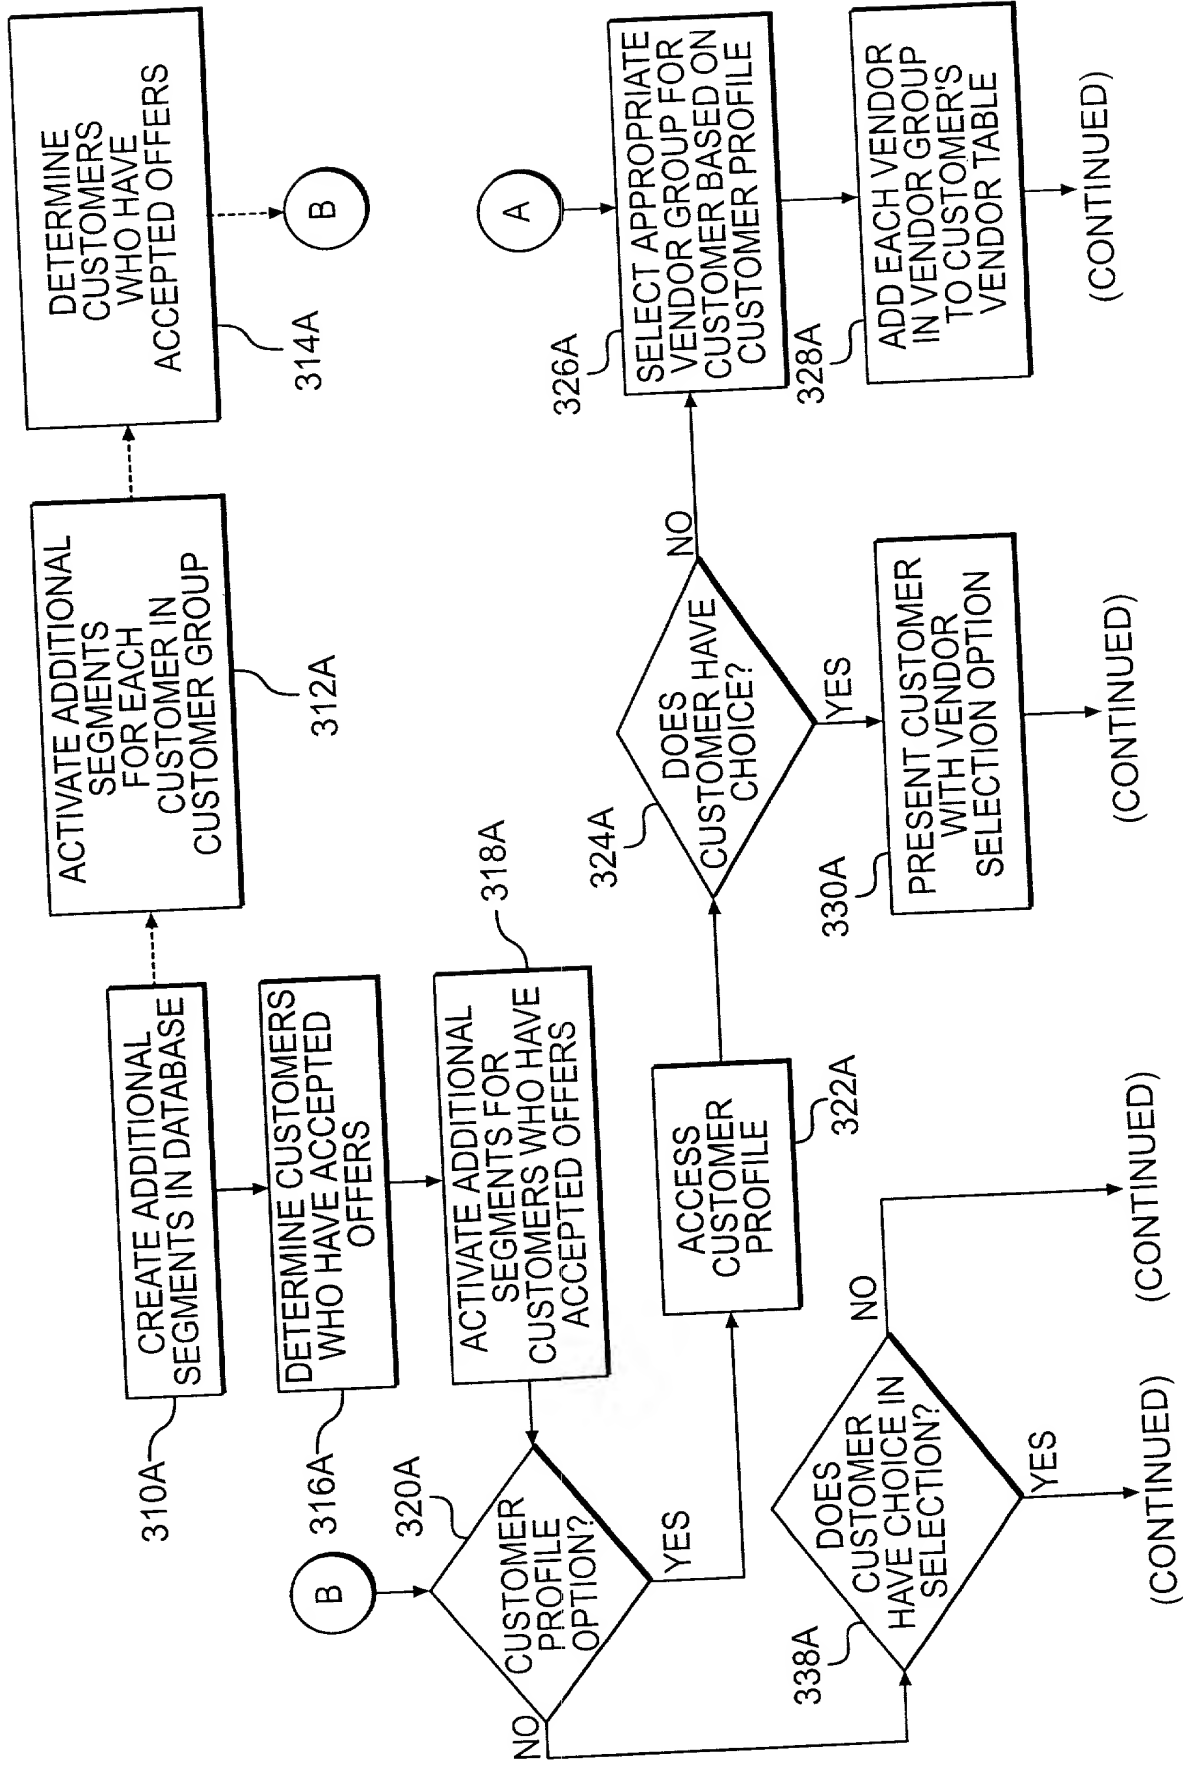 CREATE ADDITIONAL
SEGMENTS IN DATABASE
310A
ACTIVATE ADDITIONAL
SEGMENTS
FOR EACH
CUSTOMER IN
CUSTOMER GROUP
312A
DETERMINE
CUSTOMERS
WHO HAVE
ACCEPTED OFFERS
314A
B
DETERMINE CUSTOMERS
WHO HAVE ACCEPTED
OFFERS
316A
ACTIVATE ADDITIONAL
SEGMENTS FOR
CUSTOMERS WHO HAVE
ACCEPTED OFFERS
318A
B
CUSTOMER
PROFILE
OPTION?
320A
NO
YES
ACCESS
CUSTOMER
PROFILE
322A
DOES
CUSTOMER HAVE
CHOICE?
324A
NO
YES
A
SELECT APPROPRIATE
VENDOR GROUP FOR
CUSTOMER BASED ON
CUSTOMER PROFILE
326A
ADD EACH VENDOR
IN VENDOR GROUP
TO CUSTOMER'S
VENDOR TABLE
328A
(CONTINUED)
PRESENT CUSTOMER
WITH VENDOR
SELECTION OPTION
330A
(CONTINUED)
DOES
CUSTOMER
HAVE CHOICE IN
SELECTION?
338A
NO
(CONTINUED)
YES
(CONTINUED)